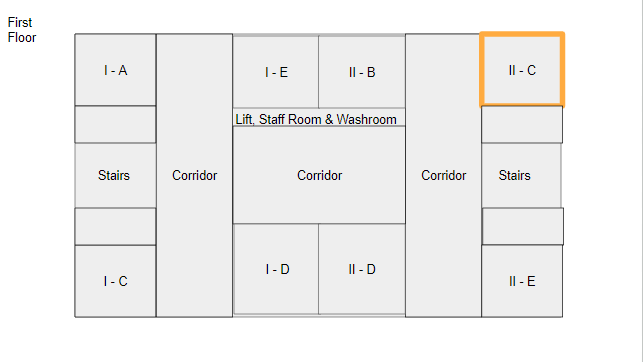 First
Floor
I - A
I - E
II - B
II - C
Lift, Staff Room & Washroom
Stairs
Corridor
Corridor
Corridor
Stairs
I - C
I - D
II - D
II - E